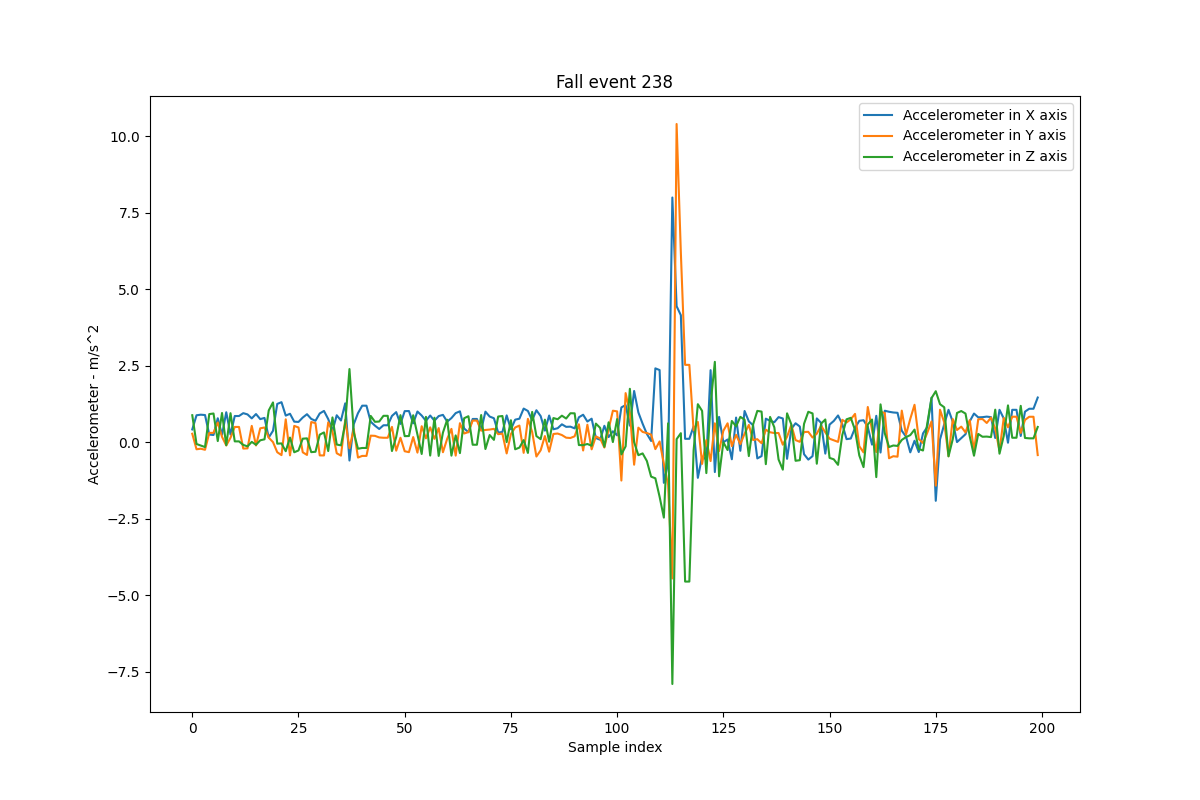 Fall event 238
Accelerometer in X axis
Accelerometer in Y axis
Accelerometer in Z axis
Accelerometer - m/s^2
10.0
7.5
5.0
2.5
0.0
−2.5
−5.0
−7.5
0 25 50 75 100 125 150 175 200
Sample index